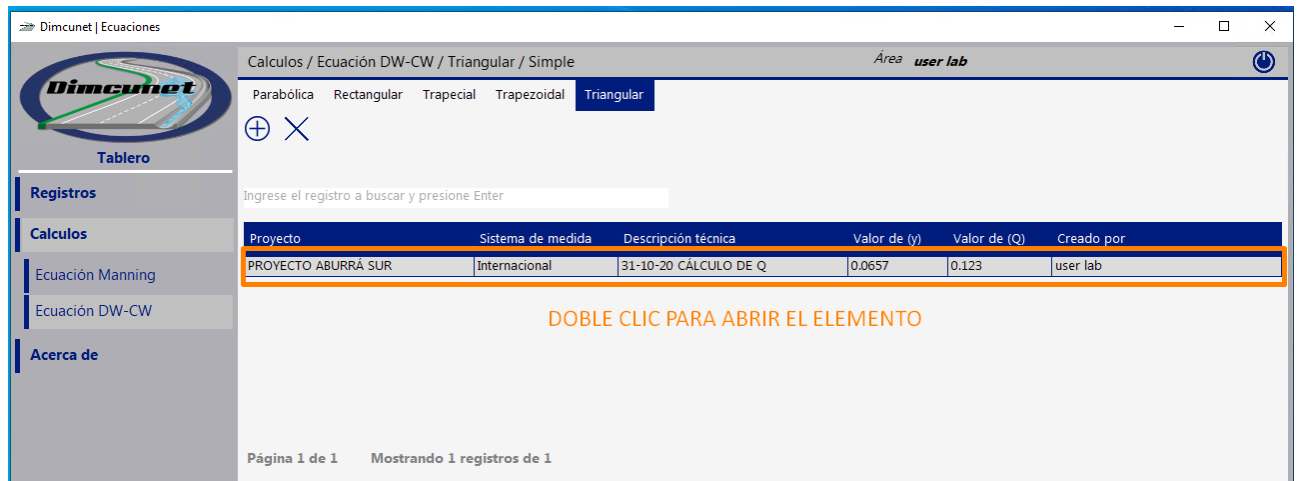 Dimcunet | Ecuaciones
Dimcunet
Tablero
Registros
Calculos
Ecuación Manning
Ecuación DW-CW
Acerca de
Calculos / Ecuación DW-CW / Triangular / Simple
Área user lab
Parabólica Rectangular Trapecial Trapezoidal Triangular
Ingrese el registro a buscar y presione Enter
Proyecto Sistema de medida Descripción técnica Valor de (y) Valor de (Q) Creado por
PROYECTO ABURRÁ SUR Internacional 31-10-20 CÁLCULO DE Q 0.0657 0.123 user lab
DOBLE CLIC PARA ABRIR EL ELEMENTO
Página 1 de 1 Mostrando 1 registros de 1